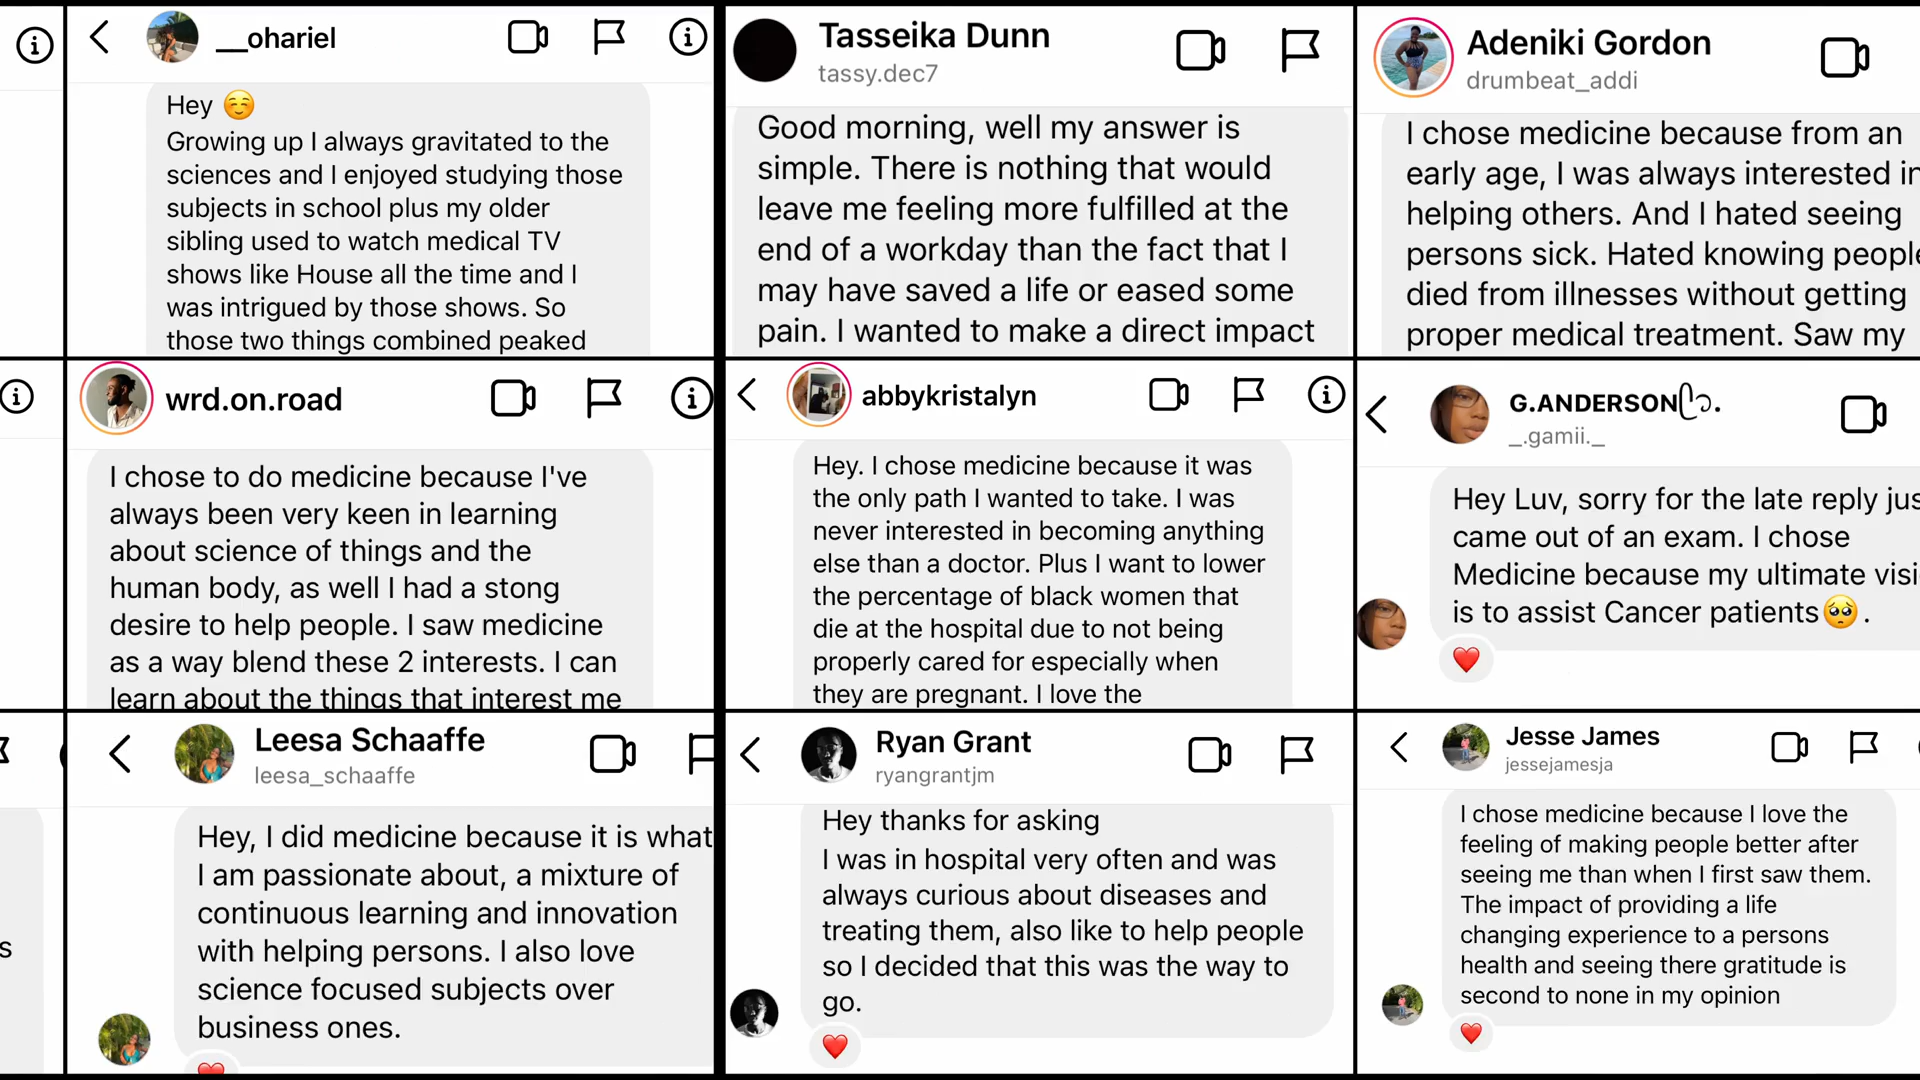 __ohariel
Hey ☺️
Growing up I always gravitated to the
sciences and I enjoyed studying those
subjects in school plus my older
sibling used to watch medical TV
shows like House all the time and I
was intrigued by those shows. So
those two things combined peaked
Tasseika Dunn
tassy.dec7
Good morning, well my answer is
simple. There is nothing that would
leave me feeling more fulfilled at the
end of a workday than the fact that I
may have saved a life or eased some
pain. I wanted to make a direct impact
Adeniki Gordon
drumbeat_addi
I chose medicine because from an
early age, I was always interested in
helping others. And I hated seeing
persons sick. Hated knowing people
died from illnesses without getting
proper medical treatment. Saw my
wrd.on.road
I chose to do medicine because I've
always been very keen in learning
about science of things and the
human body, as well I had a stong
desire to help people. I saw medicine
as a way blend these 2 interests. I can
learn about the things that interest me
abbykristalyn
Hey. I chose medicine because it was
the only path I wanted to take. I was
never interested in becoming anything
else than a doctor. Plus I want to lower
the percentage of black women that
die at the hospital due to not being
properly cared for especially when
they are pregnant. I love the
G.ANDERSON
_.gamii._
Hey Luv, sorry for the late reply jus
came out of an exam. I chose
Medicine because my ultimate visi
is to assist Cancer patients🥺.
Leesa Schaaffe
leesa_schaaffe
Hey, I did medicine because it is what
I am passionate about, a mixture of
continuous learning and innovation
with helping persons. I also love
science focused subjects over
business ones.
Ryan Grant
ryangrantjm
Hey thanks for asking
I was in hospital very often and was
always curious about diseases and
treating them, also like to help people
so I decided that this was the way to
go.
Jesse James
jessejamesja
I chose medicine because I love the
feeling of making people better after
seeing me than when I first saw them.
The impact of providing a life
changing experience to a persons
health and seeing there gratitude is
second to none in my opinion